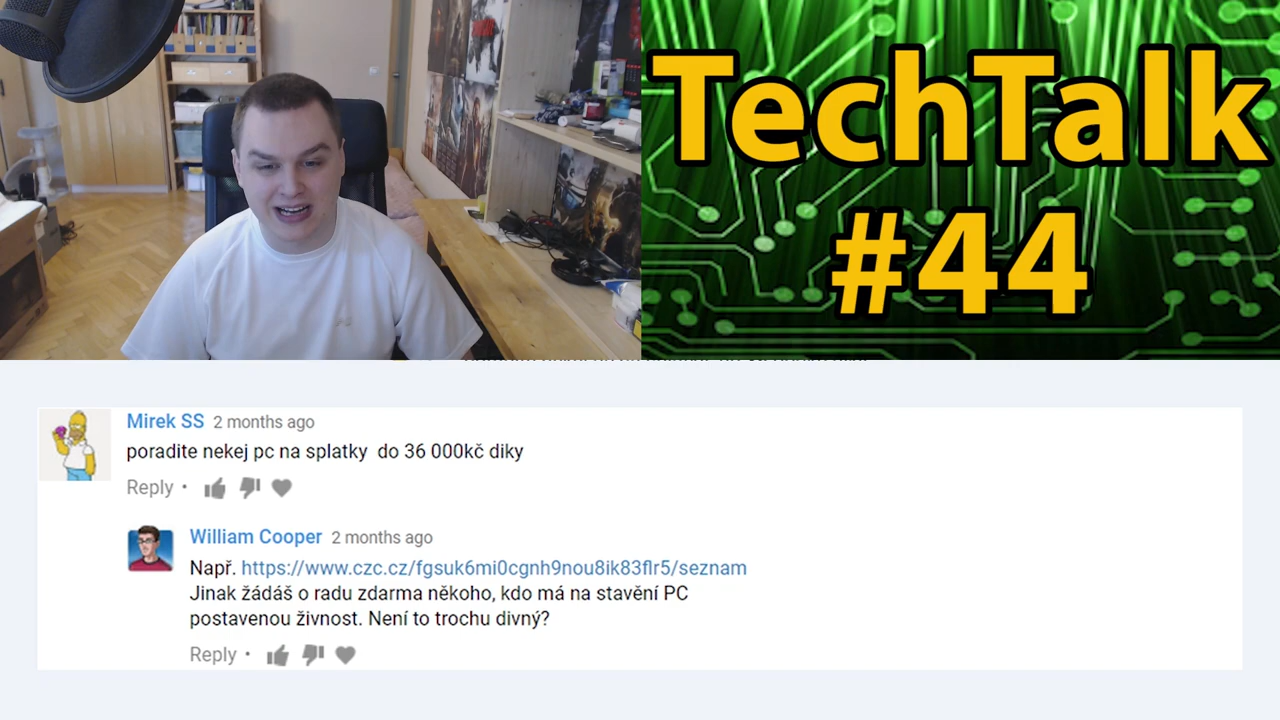 TechTalk
#44
Mirek SS 2 months ago
poradite nekej pc na splatky do 36 000kč diky
Reply •
William Cooper 2 months ago
Např. https://www.czc.cz/fgsuk6mi0cgnh9nou8ik83flr5/seznam
Jinak žádáš o radu zdarma někoho, kdo má na stavění PC
postavenou živnost. Není to trochu divný?
Reply •